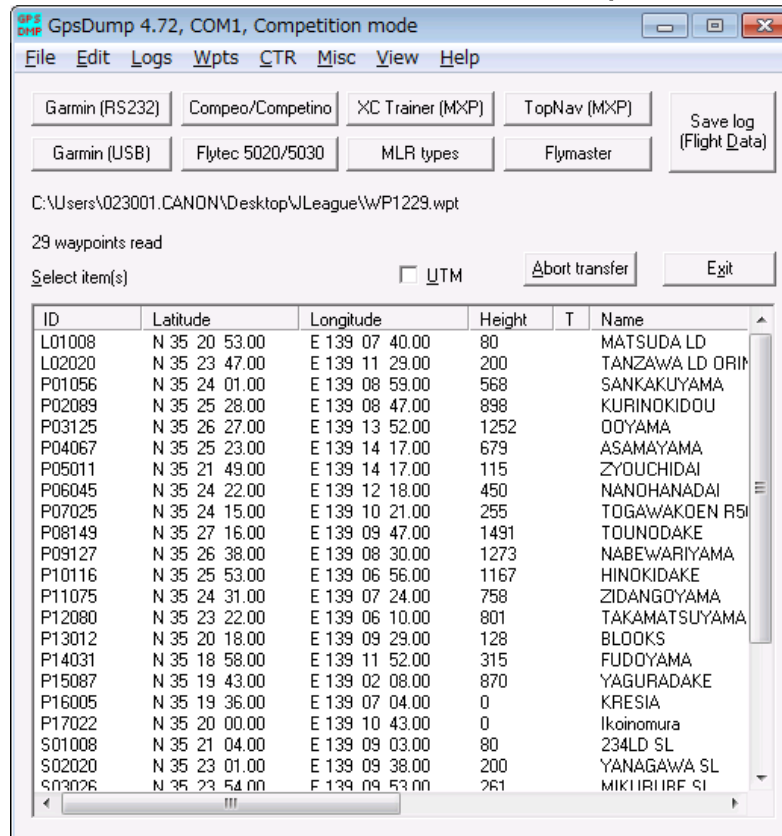 GPS DMP GpsDump 4.72, COM1, Competition mode
File Edit Logs Wpts CTR Misc View Help
Garmin (RS232) Compeo/Competino XC Trainer (MXP) TopNav (MXP) Save log (Flight Data)
Garmin (USB) Flytec 5020/5030 MLR types Flymaster
C:\Users\023001.CANON\Desktop\JLeague\WP1229.wpt
29 waypoints read
Select item(s) UTM Abort transfer Exit
ID Latitude Longitude Height T Name
L01008 N 35 20 53.00 E 139 07 40.00 80 MATSUDA LD
L02020 N 35 23 47.00 E 139 11 29.00 200 TANZAWA LD ORIN
P01056 N 35 24 01.00 E 139 08 59.00 568 SANKAKUYAMA
P02089 N 35 25 28.00 E 139 08 47.00 898 KURINOKIDOU
P03125 N 35 26 27.00 E 139 13 52.00 1252 OOYAMA
P04067 N 35 25 23.00 E 139 14 17.00 679 ASAMAYAMA
P05011 N 35 21 49.00 E 139 14 17.00 115 ZYOUCHIDAI
P06045 N 35 24 22.00 E 139 12 18.00 450 NANOHANADAI
P07025 N 35 24 15.00 E 139 10 21.00 255 TOGAWAKOEN R5
P08149 N 35 27 16.00 E 139 09 47.00 1491 TOUNODAKE
P09127 N 35 26 38.00 E 139 08 30.00 1273 NABEWARIYAMA
P10116 N 35 25 53.00 E 139 06 56.00 1167 HINOKIDAKE
P11075 N 35 24 31.00 E 139 07 24.00 758 ZIDANGOYAMA
P12080 N 35 23 22.00 E 139 06 10.00 801 TAKAMATSUYAMA
P13012 N 35 20 18.00 E 139 09 29.00 128 BLOOKS
P14031 N 35 18 58.00 E 139 11 52.00 315 FUDOYAMA
P15087 N 35 19 43.00 E 139 02 08.00 870 YAGURADAKE
P16005 N 35 19 36.00 E 139 07 04.00 0 KRESIA
P17022 N 35 20 00.00 E 139 10 43.00 0 Ikoinomura
S01008 N 35 21 04.00 E 139 09 03.00 80 234LD SL
S02020 N 35 23 01.00 E 139 09 38.00 200 YANAGAWA SL
S03026 N 35 23 54.00 E 139 09 53.00 261 MIKURUBE SL